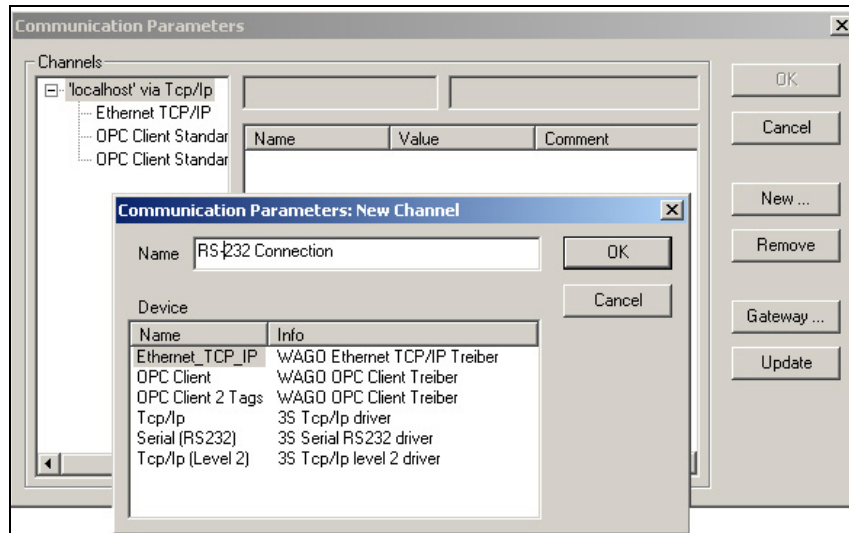 Communication Parameters
Channels
'localhost' via Tcp/Ip
Ethernet TCP/IP
OPC Client Standar
OPC Client Standar
Name Value Comment
OK
Cancel
New ...
Remove
Gateway ...
Update
Communication Parameters: New Channel
Name RS-232 Connection
OK
Cancel
Device
Name Info
Ethernet_TCP_IP WAGO Ethernet TCP/IP Treiber
OPC Client WAGO OPC Client Treiber
OPC Client 2 Tags WAGO OPC Client Treiber
Tcp/Ip 3S Tcp/Ip driver
Serial (RS232) 3S Serial RS232 driver
Tcp/Ip (Level 2) 3S Tcp/Ip level 2 driver